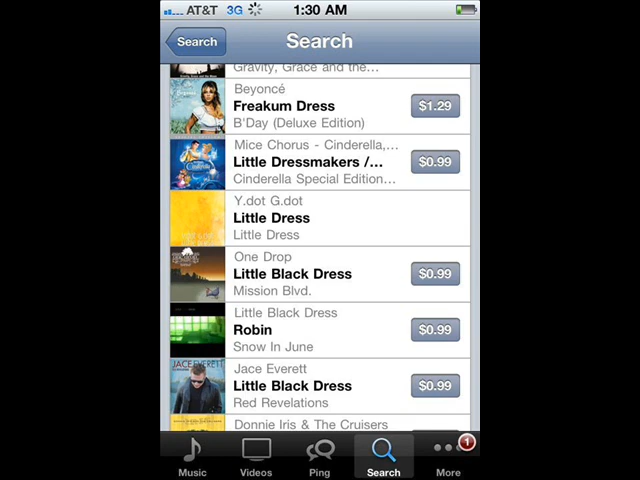 AT&T 3G 1:30 AM
Search Search
Gravity, Grace and the...
Beyoncé
Freakum Dress $1.29
B'Day (Deluxe Edition)
Mice Chorus - Cinderella,...
Little Dressmakers /... $0.99
Cinderella Special Edition...
Y.dot G.dot
Little Dress
Little Dress
One Drop
Little Black Dress $0.99
Mission Blvd.
Little Black Dress
Robin $0.99
Snow In June
JACE EVERETT
Jace Everett
Little Black Dress $0.99
Red Revelations
Donnie Iris & The Cruisers
1
Music Videos Ping Search More